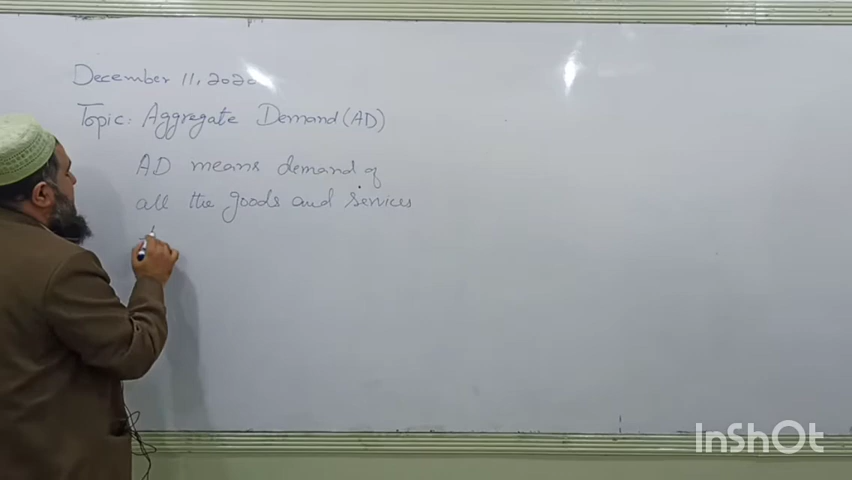 December 11, 2020
Topic: Aggregate Demand (AD)
AD means demand of
all the goods and services
InShOt